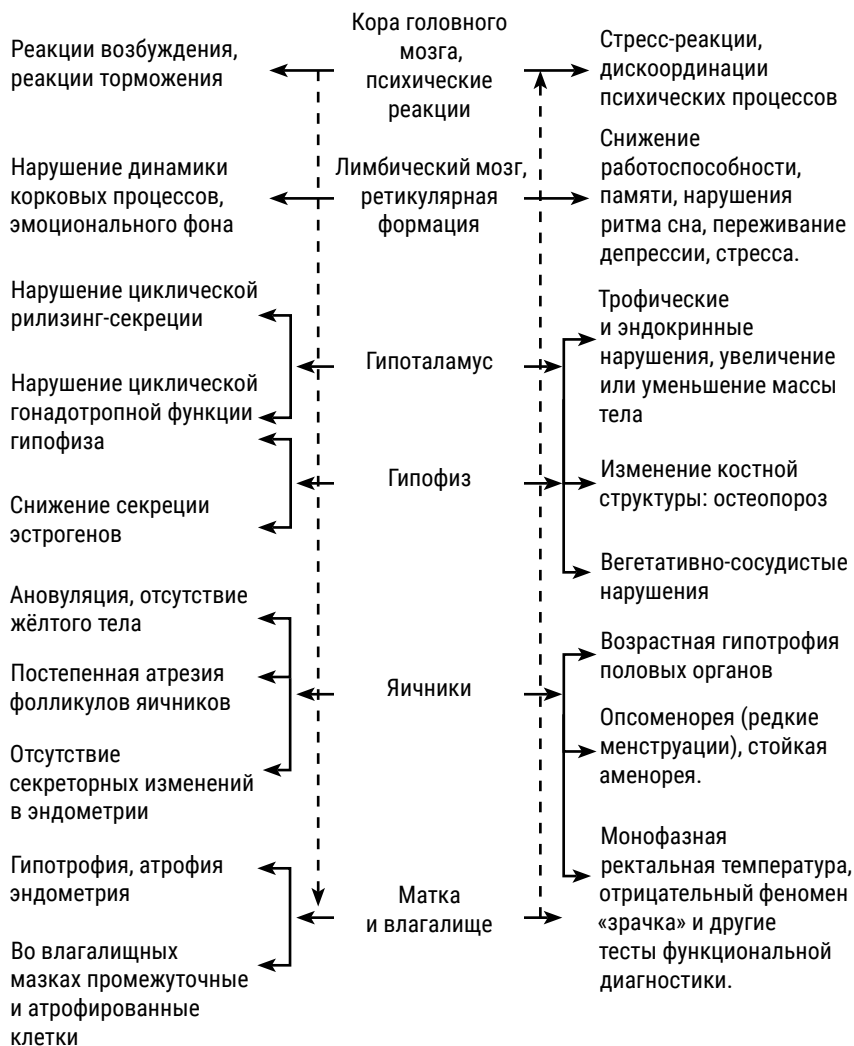 Реакции возбуждения,
реакции торможения
Кора головного
мозга,
психические
реакции
Стресс-реакции,
дискоординации
психических процессов
Нарушение динамики
корковых процессов,
эмоционального фона
Лимбический мозг,
ретикулярная
формация
Снижение
работоспособности,
памяти, нарушения
ритма сна, переживание
депрессии, стресса.
Нарушение циклической
рилизинг-секреции
Нарушение циклической
гонадотропной функции
гипофиза
Гипоталамус
Трофические
и эндокринные
нарушения, увеличение
или уменьшение массы
тела
Снижение секреции
эстрогенов
Гипофиз
Изменение костной
структуры: остеопороз
Вегетативно-сосудистые
нарушения
Ановуляция, отсутствие
жёлтого тела
Постепенная атрезия
фолликулов яичников
Отсутствие
секреторных изменений
в эндометрии
Яичники
Возрастная гипотрофия
половых органов
Опсоменорея (редкие
менструации), стойкая
аменорея.
Гипотрофия, атрофия
эндометрия
Во влагалищных
мазках промежуточные
и атрофированные
клетки
Матка
и влагалище
Монофазная
ректальная температура,
отрицательный феномен
«зрачка» и другие
тесты функциональной
диагностики.